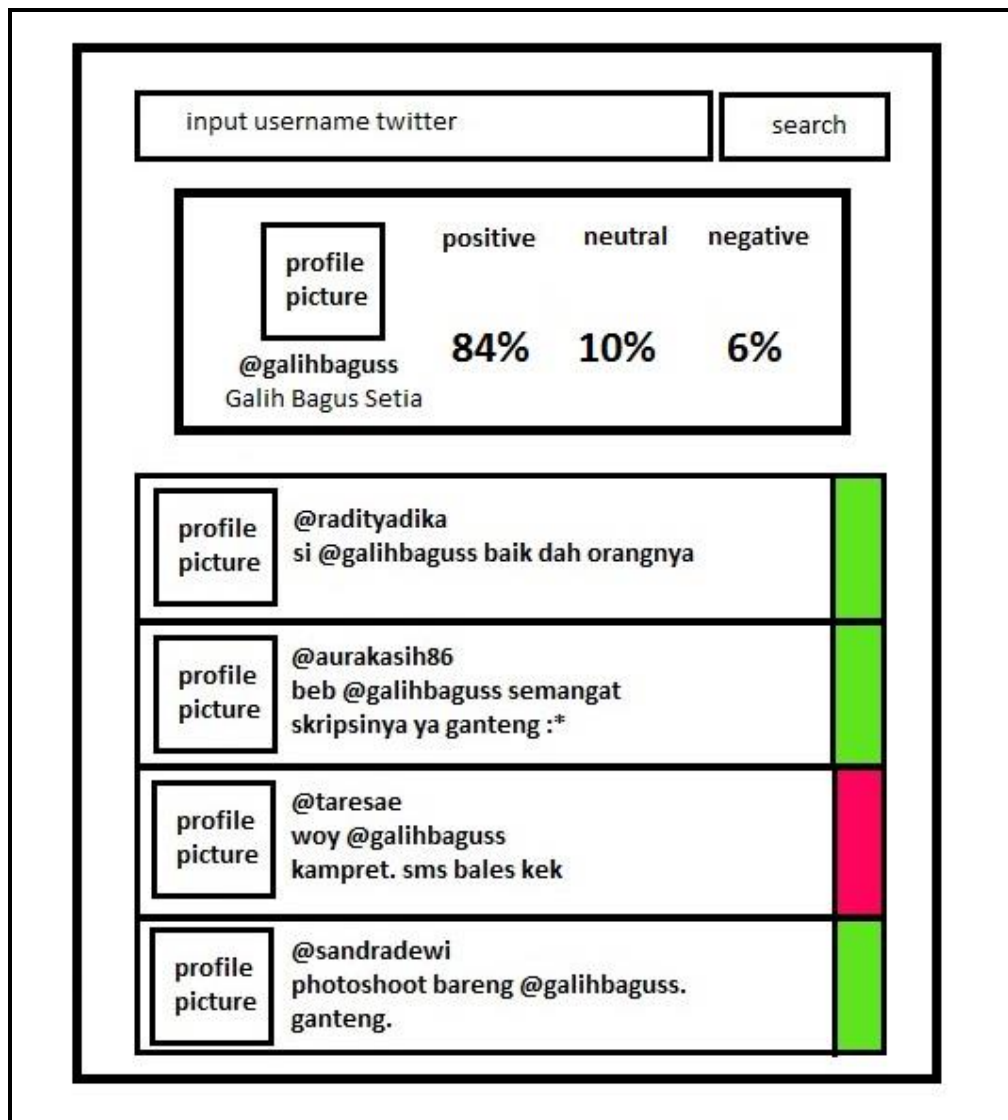 input username twitter
search
profile
picture
@galihbaguss
Galih Bagus Setia
positive neutral negative
84% 10% 6%
profile
picture
@radityadika
si @galihbaguss baik dah orangnya
profile
picture
@aurakasih86
beb @galihbaguss semangat
skripsinya ya ganteng :*
profile
picture
@taresae
woy @galihbaguss
kampret. sms bales kek
profile
picture
@sandradewi
photoshoot bareng @galihbaguss.
ganteng.